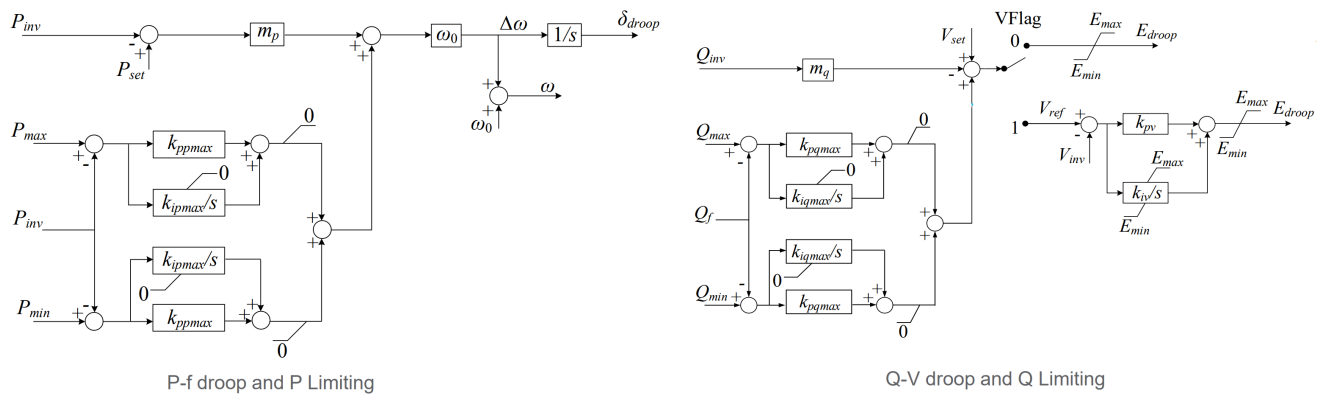 P_inv
-
+
P_set
m_p
+
+
ω_0
Δω
1/s
δ_droop
+
+
ω
ω_0
P_max
+
-
k_ppmax
+
+
0
k_ipmax/s
0
P_inv
+
+
k_ipmax/s
0
P_min
+
-
k_ppmax
+
+
0
P-f droop and P Limiting
Q_inv
m_q
V_set
+
-
+
VFlag
0
E_max
E_min
E_droop
1
V_ref
+
-
V_inv
k_pv
+
+
E_max
E_min
E_droop
k_iv/s
E_max
E_min
Q_max
+
-
k_pqmax
+
+
0
k_iqmax/s
0
Q_f
+
+
k_iqmax/s
0
Q_min
+
-
k_pqmax
+
+
0
Q-V droop and Q Limiting